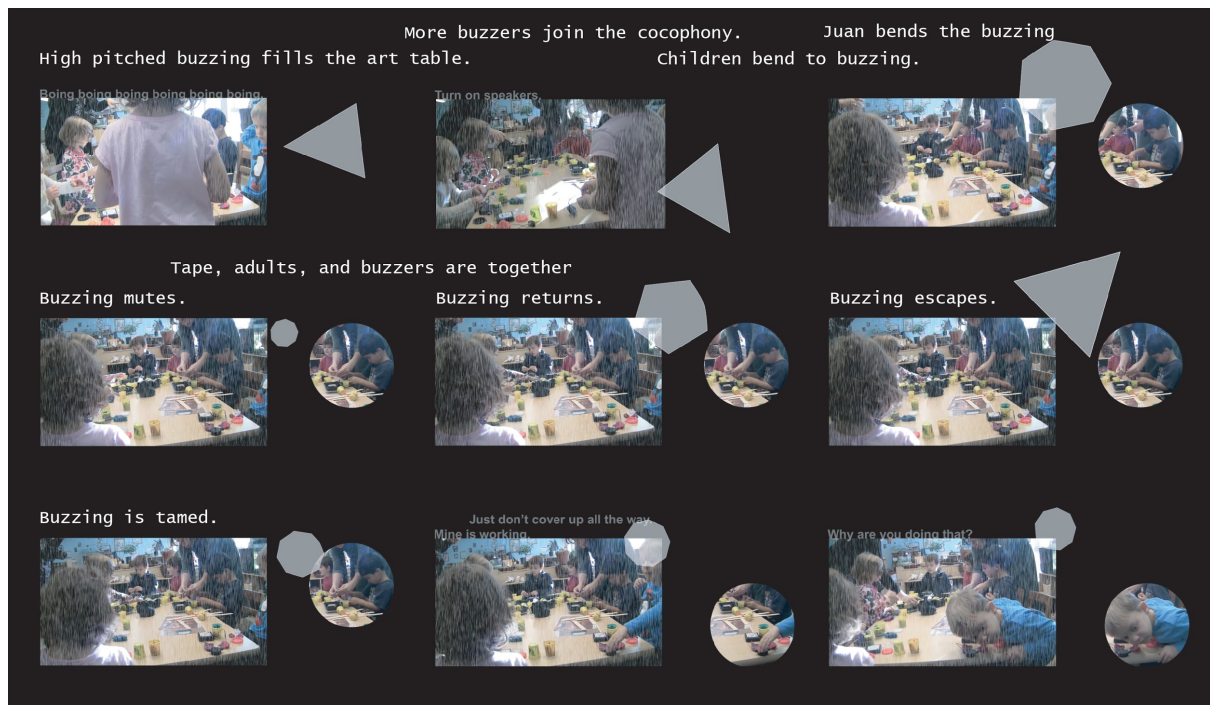 More buzzers join the cocophony.
Juan bends the buzzing
High pitched buzzing fills the art table.
Children bend to buzzing.
Boing boing boing boing boing boing.
Turn on speakers.
Tape, adults, and buzzers are together
Buzzing mutes.
Buzzing returns.
Buzzing escapes.
Buzzing is tamed.
Just don't cover up all the way.
Mine is working.
Why are you doing that?